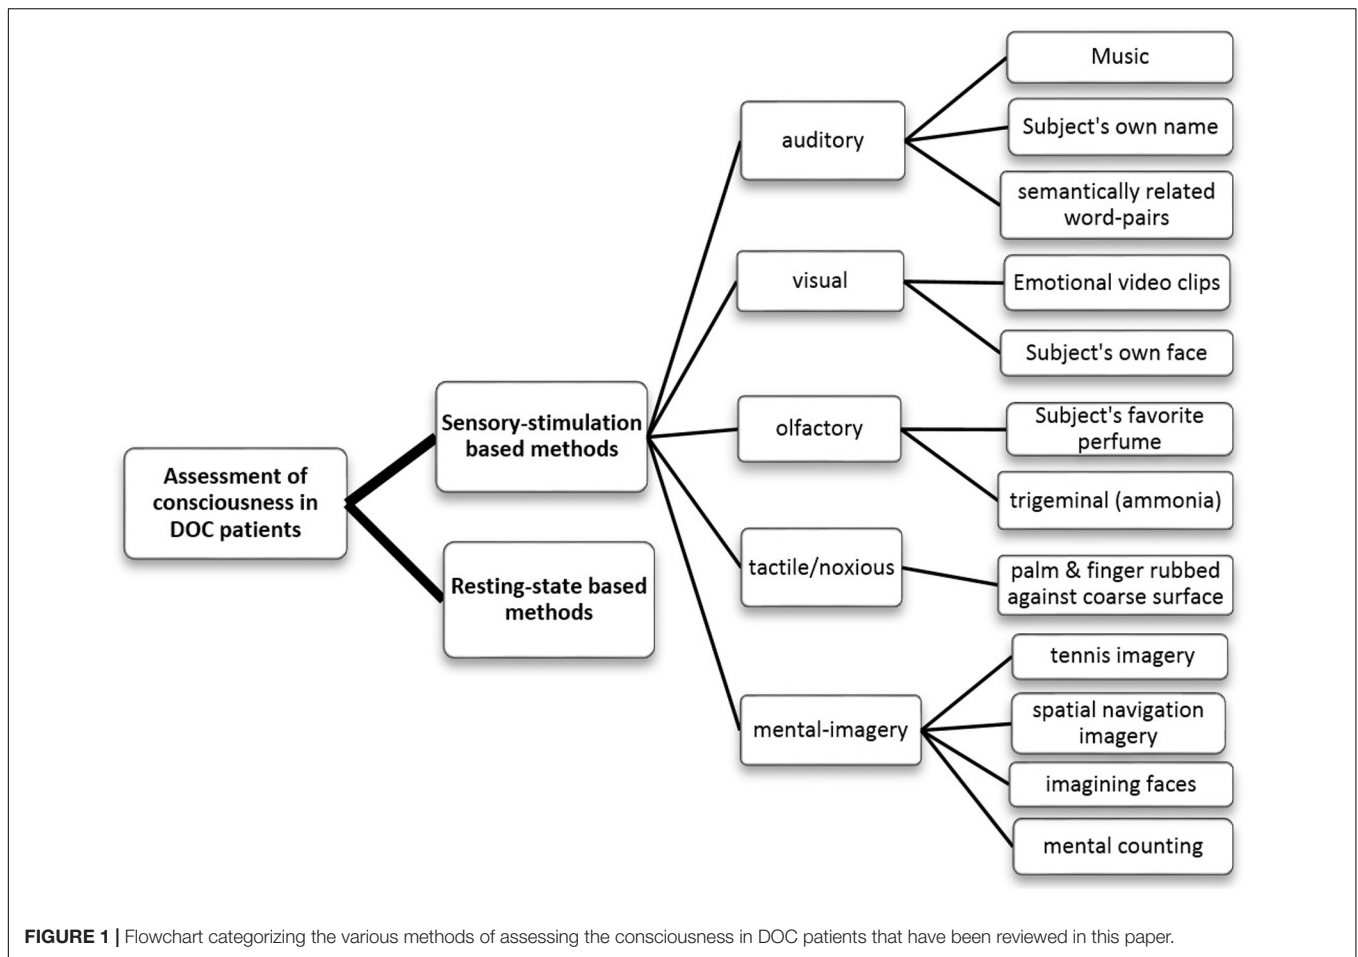 Music
auditory
Subject's own name
semantically related
word-pairs
visual
Emotional video clips
Subject's own face
Sensory-stimulation
based methods
olfactory
Subject's favorite
perfume
trigeminal (ammonia)
Assessment of
consciousness in
DOC patients
Resting-state based
methods
tactile/noxious
palm & finger rubbed
against coarse surface
mental-imagery
tennis imagery
spatial navigation
imagery
imagining faces
mental counting
FIGURE 1 | Flowchart categorizing the various methods of assessing the consciousness in DOC patients that have been reviewed in this paper.